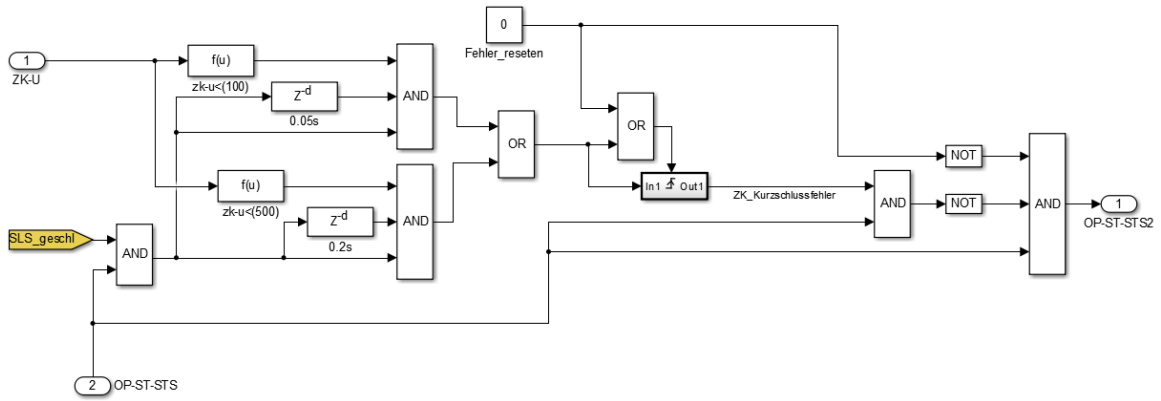 0
Fehler_reseten
1
ZK-U
f(u)
zk-u<(100)
Z-d
0.05s
AND
OR
OR
In1 Out1
ZK_Kurzschlussfehler
f(u)
zk-u<(500)
Z-d
0.2s
AND
SLS_geschl
AND
AND
NOT
NOT
AND
1
OP-ST-STS2
2 OP-ST-STS